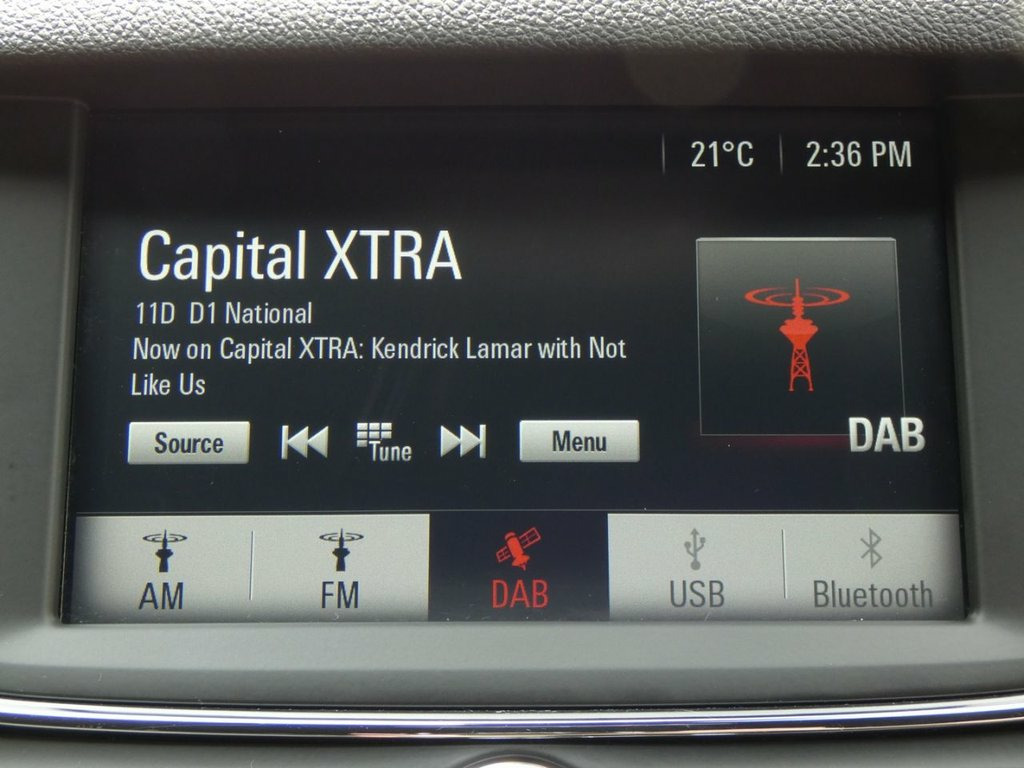 21°C 2:36 PM
Capital XTRA
11D D1 National
Now on Capital XTRA: Kendrick Lamar with Not
Like Us
Source Tune Menu
DAB
AM FM DAB USB Bluetooth